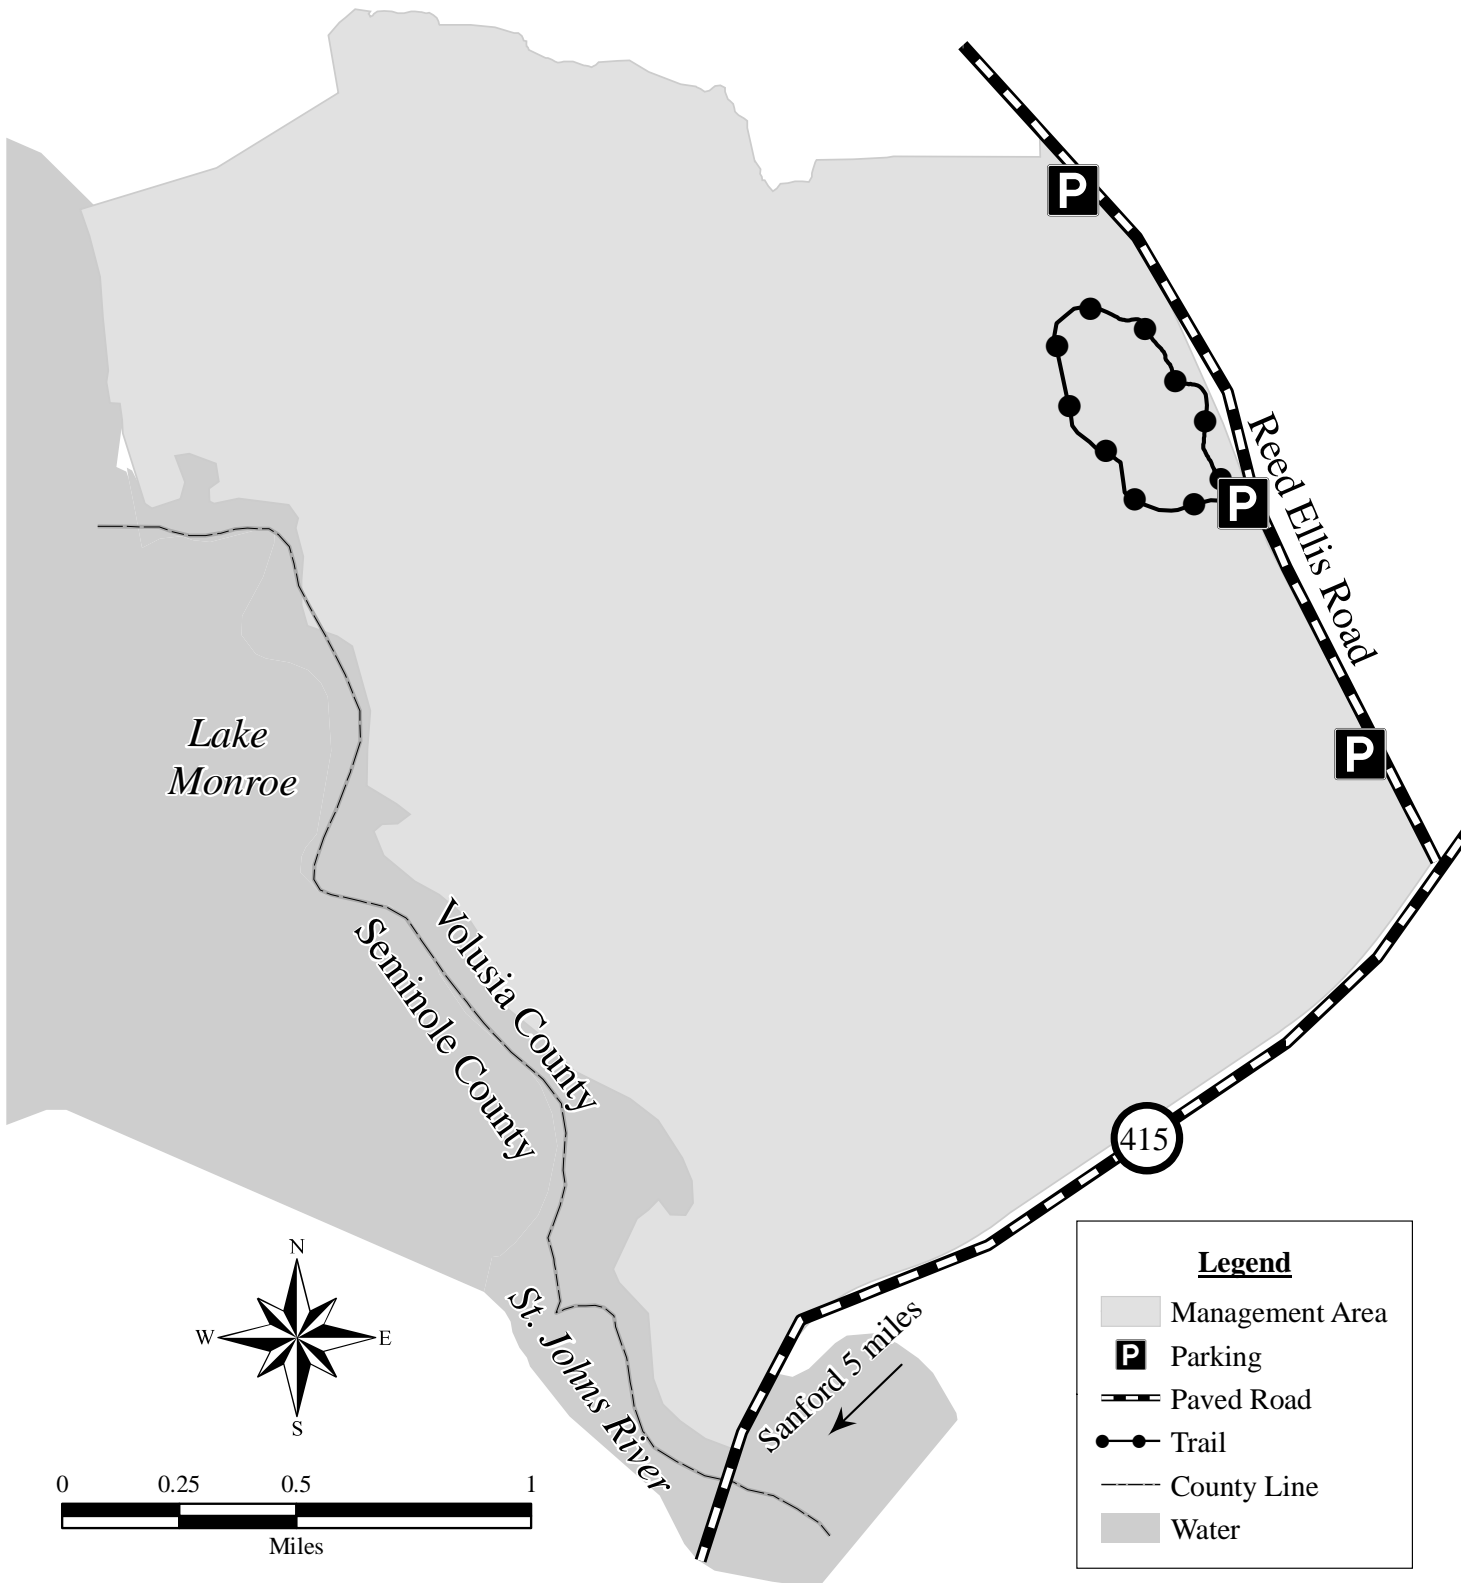 P
P
Reed Ellis Road
P
Lake
Monroe
Volusia County
Seminole County
415
St. Johns River
Sanford 5 miles
N
W
E
S
0 0.25 0.5 1
Miles
Legend
Management Area
P Parking
Paved Road
Trail
County Line
Water